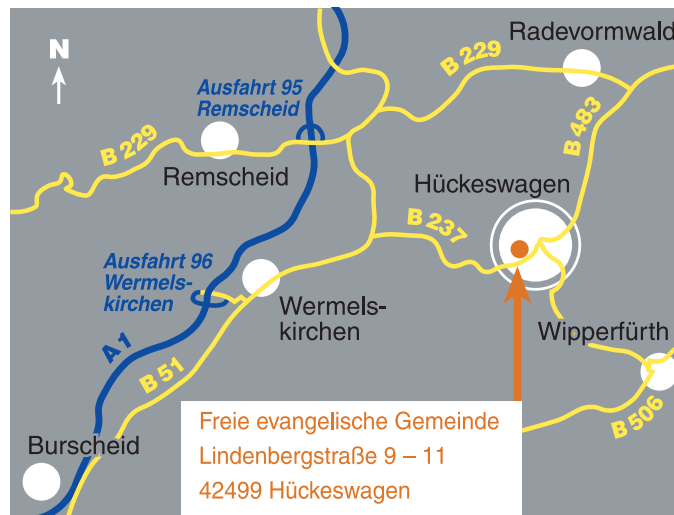 Radevormwald
N
B 229
Ausfahrt 95
Remscheid
B 483
B 229
Remscheid
Hückeswagen
B 237
Ausfahrt 96
Wermels-
kirchen
Wermels-
kirchen
Wipperfürth
A 1
B 51
B 506
Freie evangelische Gemeinde
Lindenbergstraße 9 – 11
42499 Hückeswagen
Burscheid